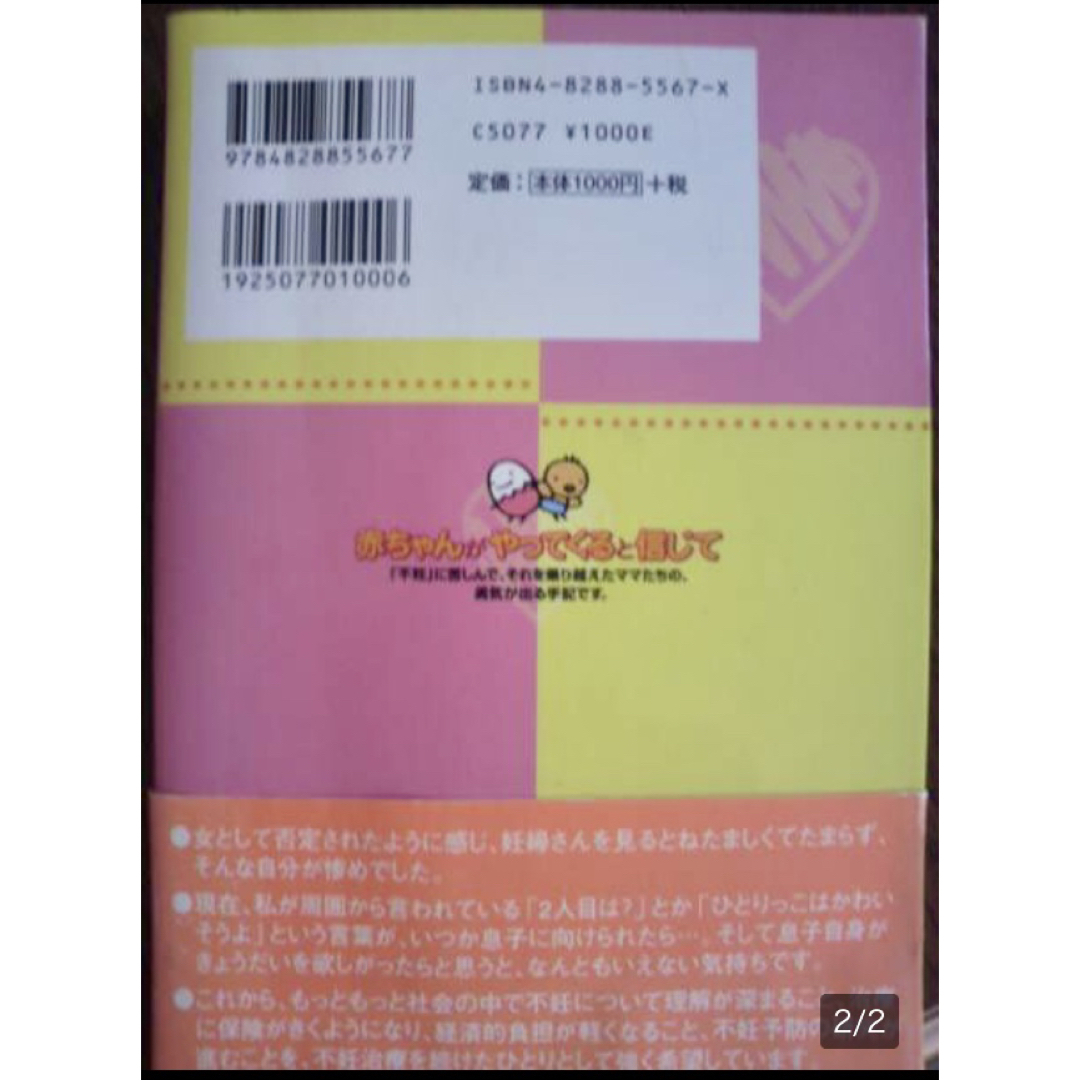 ISBN4-8288-5567-X
9784828855677
C5077 ¥1000E
定価：本体1000円+税
1925077010006
赤ちゃんがやってくると信じて
「不妊」に苦しんで、それを乗り越えたママたちの、
勇気が出る手記です。
●女として否定されたように感じ、妊婦さんを見るとねたましくてたまらず、
そんな自分が惨めでした。
●現在、私が周囲から言われている「2人目は?」とか「ひとりっこはかわい
そうよ」という言葉が、いつか息子に向けられたら…。そして息子自身が
きょうだいを欲しがったらと思うと、なんともいえない気持ちです。
●これから、もっともっと社会の中で不妊について理解が深まること、
に保険がきくようになり、経済的負担が軽くなること、不妊予防
進むことを、不妊治療を続けたひとりとして強く希望しています。
2/2